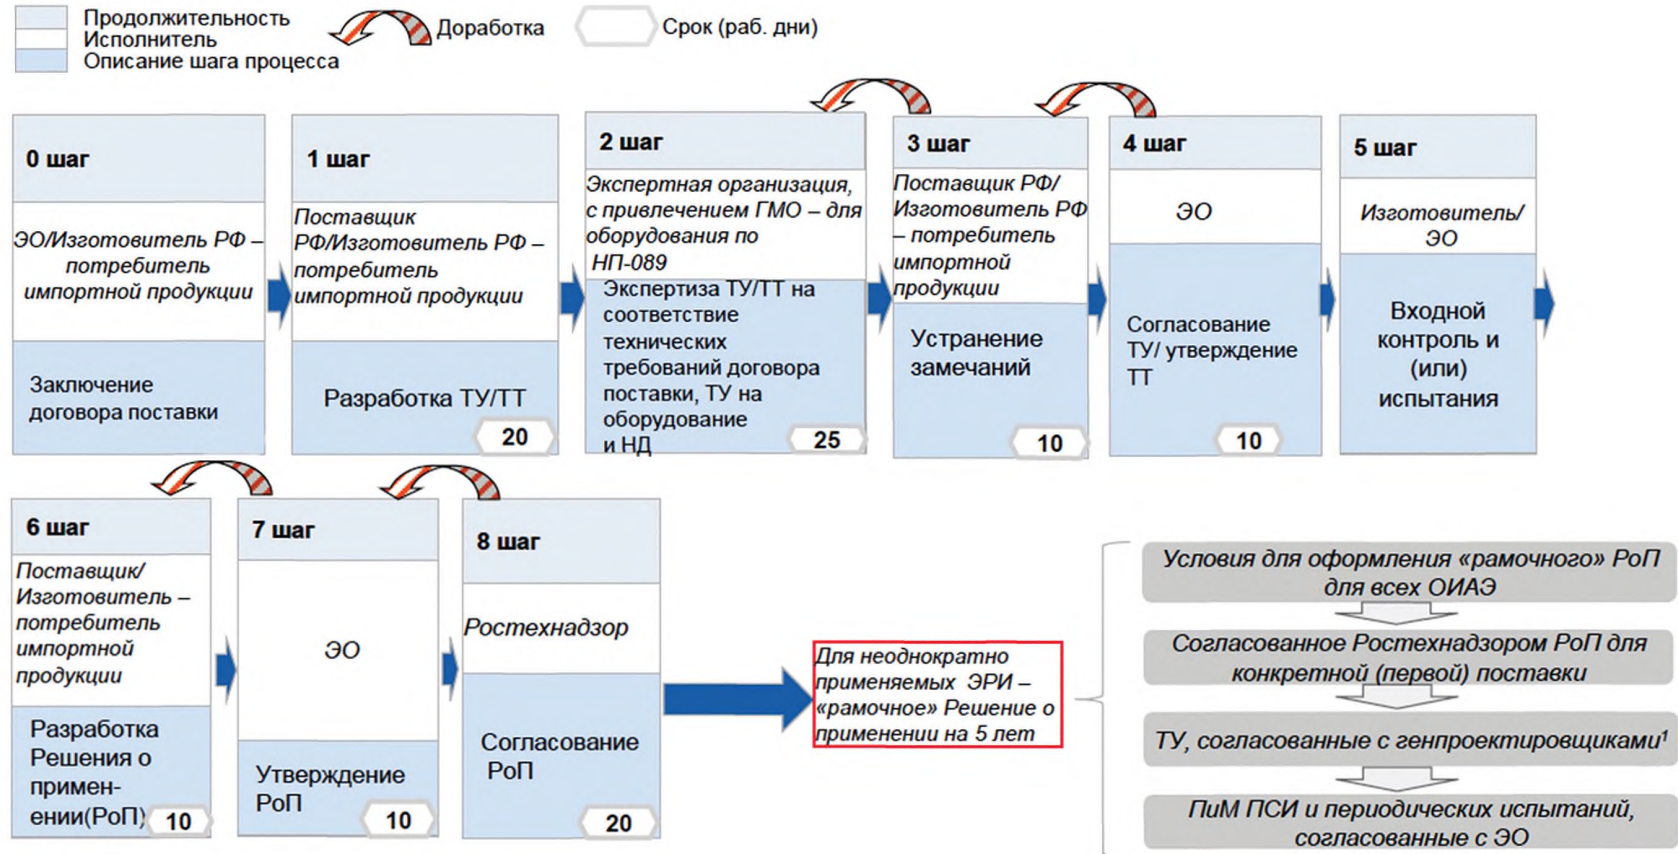 Продолжительность
Исполнитель
Описание шага процесса
Доработка
Срок (раб. дни)
0 шаг
ЭО/Изготовитель РФ –
потребитель
импортной продукции
Заключение
договора поставки
1 шаг
Поставщик
РФ/Изготовитель РФ –
потребитель
импортной продукции
Разработка ТУ/ТТ
20
2 шаг
Экспертная организация,
с привлечением ГМО – для
оборудования по
НП-089
Экспертиза ТУ/ТТ на
соответствие
технических
требований договора
поставки, ТУ на
оборудование
и НД
25
3 шаг
Поставщик РФ/
Изготовитель РФ
– потребитель
импортной
продукции
Устранение
замечаний
10
4 шаг
ЭО
Согласование
ТУ/ утверждение
ТТ
10
5 шаг
Изготовитель/
ЭО
Входной
контроль и
(или)
испытания
6 шаг
Поставщик/
Изготовитель –
потребитель
импортной
продукции
Разработка
Решения о
примен-
ении(РоП)
10
7 шаг
ЭО
Утверждение
РоП
10
8 шаг
Ростехнадзор
Согласование
РоП
20
Для неоднократно
применяемых ЭРИ –
«рамочное» Решение о
применении на 5 лет
Условия для оформления «рамочного» РоП
для всех ОИАЭ
Согласованное Ростехнадзором РоП для
конкретной (первой) поставки
ТУ, согласованные с генпроектировщиками¹
ПиМ ПСИ и периодических испытаний,
согласованные с ЭО